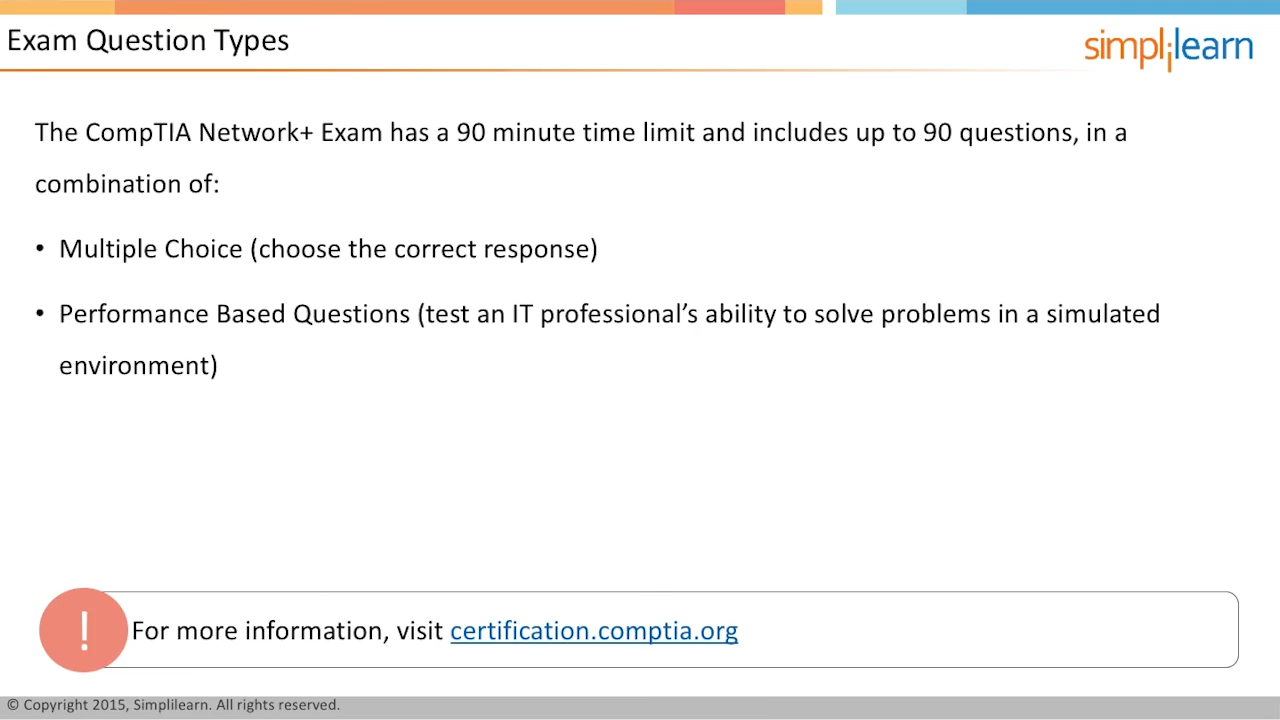 Exam Question Types
simplilearn
The CompTIA Network+ Exam has a 90 minute time limit and includes up to 90 questions, in a
combination of:
• Multiple Choice (choose the correct response)
• Performance Based Questions (test an IT professional’s ability to solve problems in a simulated
environment)
!
For more information, visit certification.comptia.org
© Copyright 2015, Simplilearn. All rights reserved.